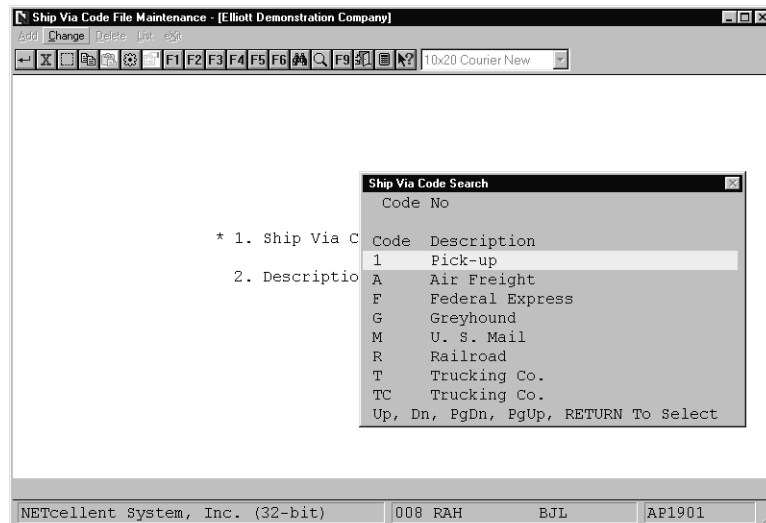 Ship Via Code File Maintenance - [Elliott Demonstration Company]
Add Change Delete List eXit
X F1 F2 F3 F4 F5 F6 F9 10x20 Courier New
Ship Via Code Search
Code No
* 1. Ship Via C
Code Description
1 Pick-up
2. Descriptio
A Air Freight
F Federal Express
G Greyhound
M U. S. Mail
R Railroad
T Trucking Co.
TC Trucking Co.
Up, Dn, PgDn, PgUp, RETURN To Select
NETcellent System, Inc. (32-bit) 008 RAH BJL AP1901